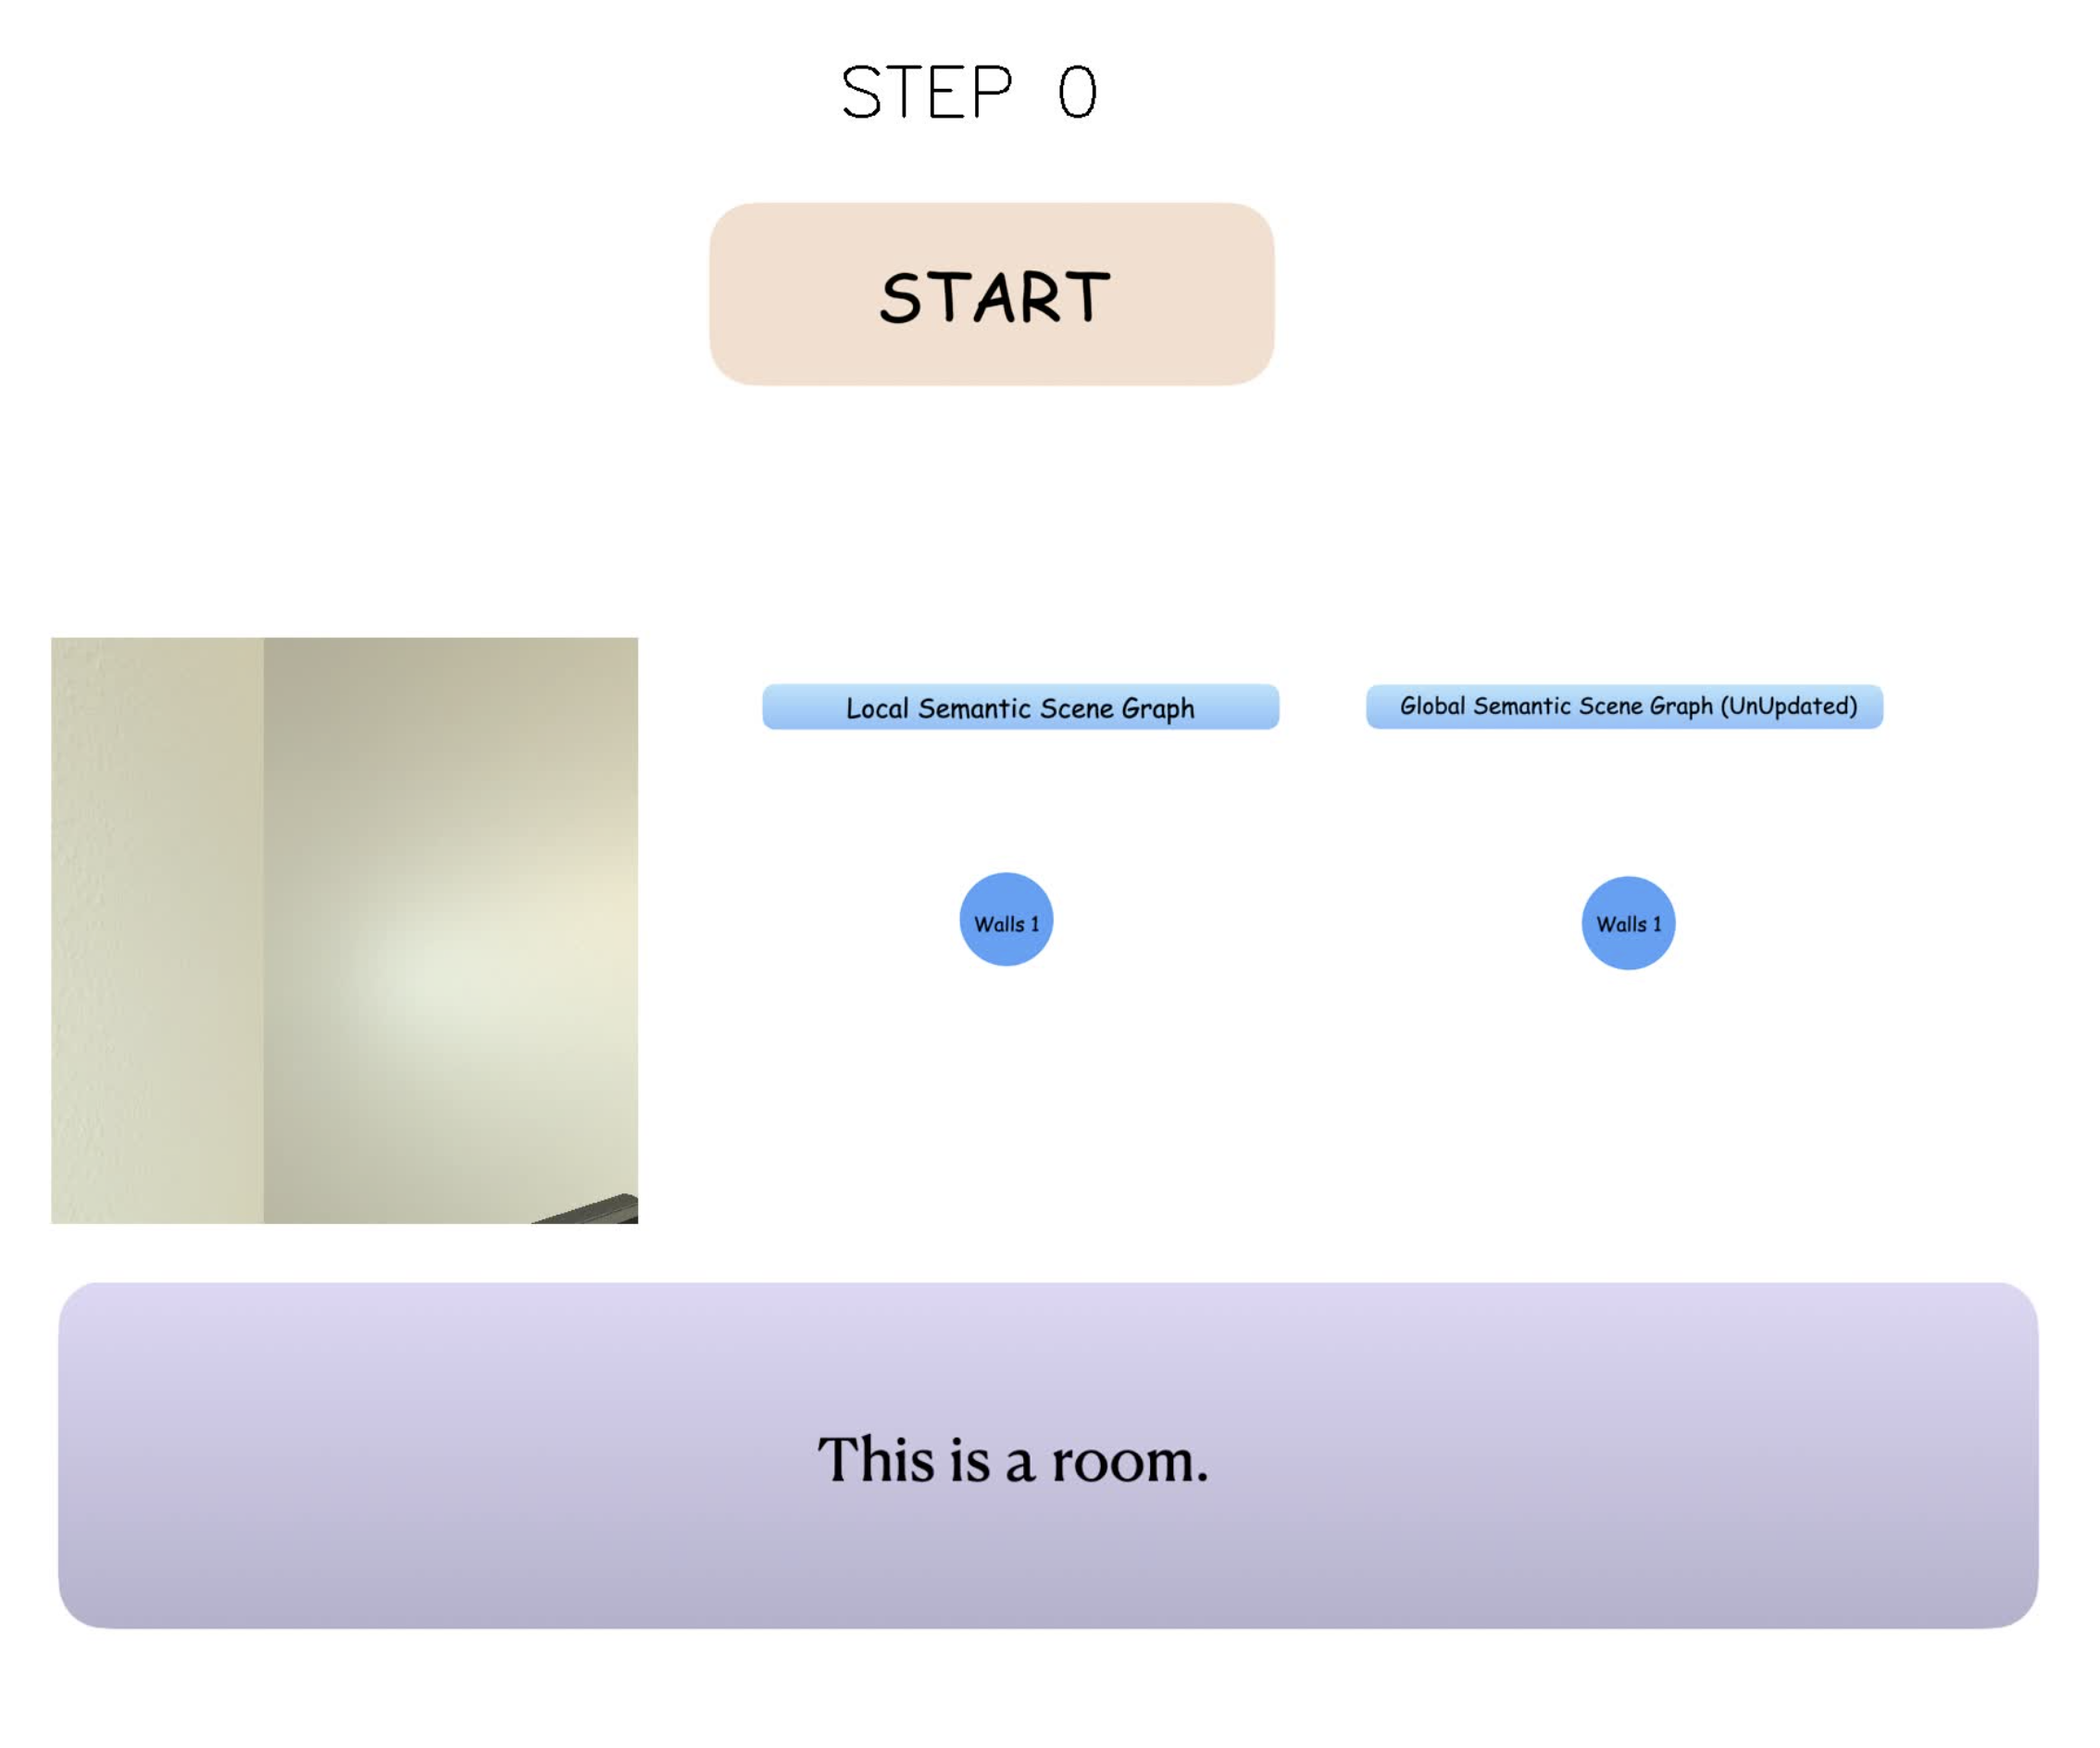 STEP 0
START
Local Semantic Scene Graph
Global Semantic Scene Graph (UnUpdated)
Walls 1
Walls 1
This is a room.